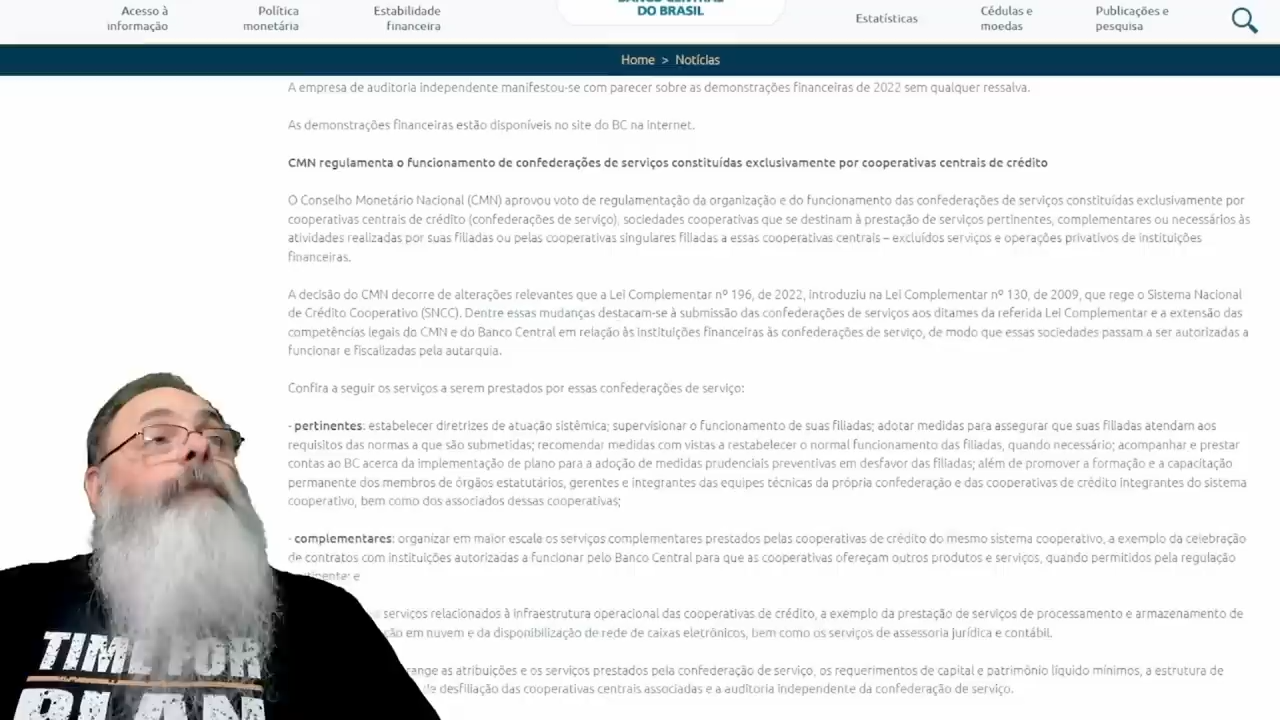 Acesso à
informação
Política
monetária
Estabilidade
financeira
BANCO CENTRAL
DO BRASIL
Estatísticas
Cédulas e
moedas
Publicações e
pesquisa
Home > Notícias
A empresa de auditoria independente manifestou-se com parecer sobre as demonstrações financeiras de 2022 sem qualquer ressalva.
As demonstrações financeiras estão disponíveis no site do BC na internet.
CMN regulamenta o funcionamento de confederações de serviços constituídas exclusivamente por cooperativas centrais de crédito
O Conselho Monetário Nacional (CMN) aprovou voto de regulamentação da organização e do funcionamento das confederações de serviços constituídas exclusivamente por
cooperativas centrais de crédito (confederações de serviço), sociedades cooperativas que se destinam à prestação de serviços pertinentes, complementares ou necessários às
atividades realizadas por suas filiadas ou pelas cooperativas singulares filiadas a essas cooperativas centrais – excluídos serviços e operações privativos de instituições
financeiras.
A decisão do CMN decorre de alterações relevantes que a Lei Complementar nº 196, de 2022, introduziu na Lei Complementar nº 130, de 2009, que rege o Sistema Nacional
de Crédito Cooperativo (SNCC). Dentre essas mudanças destacam-se à submissão das confederações de serviços aos ditames da referida Lei Complementar e a extensão das
competências legais do CMN e do Banco Central em relação às instituições financeiras às confederações de serviço, de modo que essas sociedades passam a ser autorizadas a
funcionar e fiscalizadas pela autarquia.
Confira a seguir os serviços a serem prestados por essas confederações de serviço:
- pertinentes: estabelecer diretrizes de atuação sistêmica; supervisionar o funcionamento de suas filiadas; adotar medidas para assegurar que suas filiadas atendam aos
requisitos das normas a que são submetidas; recomendar medidas com vistas a restabelecer o normal funcionamento das filiadas, quando necessário; acompanhar e prestar
contas ao BC acerca da implementação de plano para a adoção de medidas prudenciais preventivas em desfavor das filiadas; além de promover a formação e a capacitação
permanente dos membros de órgãos estatutários, gerentes e integrantes das equipes técnicas da própria confederação e das cooperativas de crédito integrantes do sistema
cooperativo, bem como dos associados dessas cooperativas;
- complementares: organizar em maior escala os serviços complementares prestados pelas cooperativas de crédito do mesmo sistema cooperativo, a exemplo da celebração
de contratos com instituições autorizadas a funcionar pelo Banco Central para que as cooperativas ofereçam outros produtos e serviços, quando permitidos pela regulação
pertinente; e
serviços relacionados à infraestrutura operacional das cooperativas de crédito, a exemplo da prestação de serviços de processamento e armazenamento de
em nuvem e da disponibilização de rede de caixas eletrônicos, bem como os serviços de assessoria jurídica e contábil.
as atribuições e os serviços prestados pela confederação de serviço, os requerimentos de capital e patrimônio líquido mínimos, a estrutura de
desfiliação das cooperativas centrais associadas e a auditoria independente da confederação de serviço.
TIME FOR
PLAN